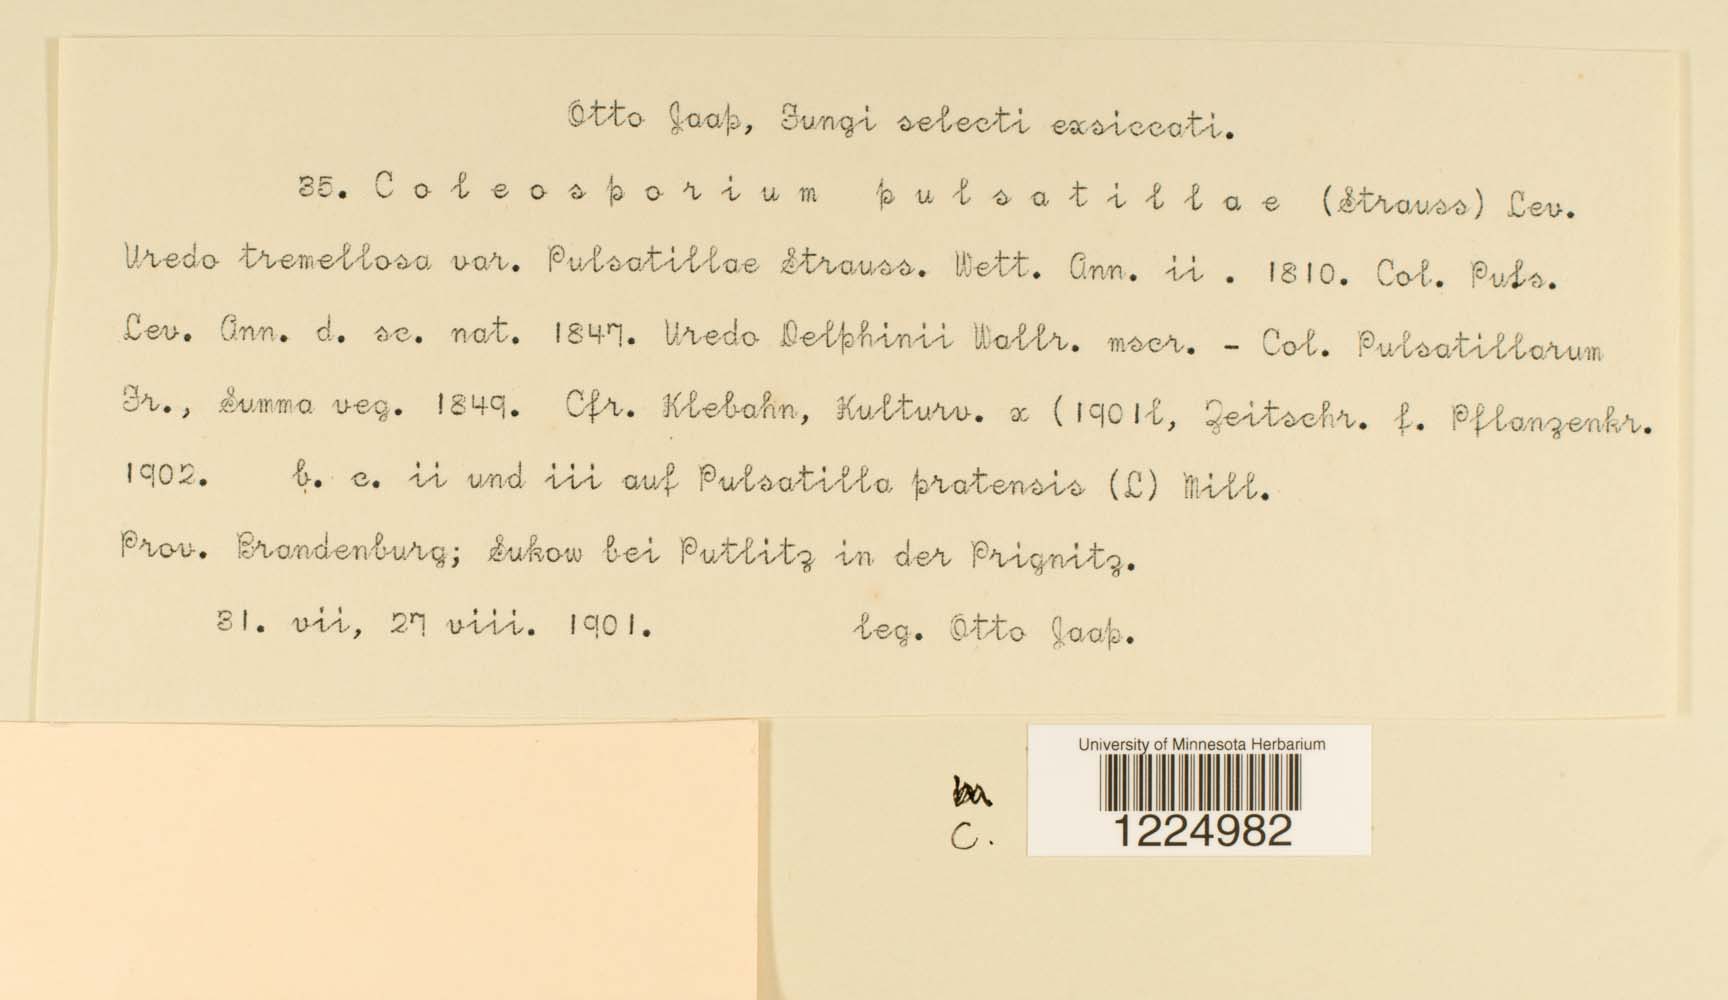 Otto Jaap, Fungi selecti exsiccati.
35. Coleosporium pulsatillae (Strauss) Lev.
Uredo tremellosa var. Pulsatillae Strauss. Wett. Ann. ii . 1810. Col. Puls.
Lev. Ann. d. sc. nat. 1847. Uredo Delphinii Wallr. mscr. - Col. Pulsatillarum
Fr., Summa veg. 1849. Cfr. Klebahn, Kulturv. x (1901l, Zeitschr. f. Pflanzenkr.
1902. b. c. ii und iii auf Pulsatilla pratensis (L) Mill.
Prov. Brandenburg; Sukow bei Putlitz in der Prignitz.
31. vii, 27 viii. 1901. leg. Otto Jaap.
University of Minnesota Herbarium
1224982
C.